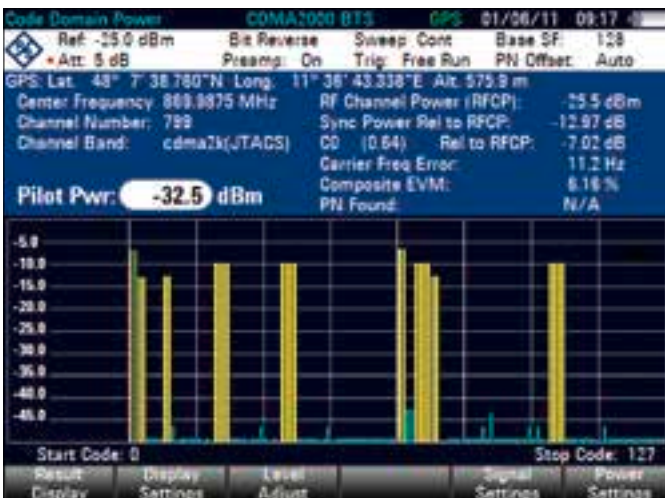 Code Domain Power CDMA2000 BTS GPS 01/06/11 09:17
Ref: -25.0 dBm Bit Reverse Sweep: Cont Base SF: 128
• Att: 5 dB Preamp: On Trig: Free Run PN Offset: Auto
GPS: Lat. 48° 7' 38.760"N Long. 11° 36' 43.338"E Alt. 575.9 m
Center Frequency: 869.9875 MHz RF Channel Power (RFCP): -25.5 dBm
Channel Number: 799 Sync Power Rel to RFCP: -12.97 dB
Channel Band: cdma2k(JTACS) C0 (0.64) Rel to RFCP: -7.02 dB
Carrier Freq Error: 11.2 Hz
Composite EVM: 6.16 %
Pilot Pwr: -32.5 dBm PN Found: N/A
-5.0
-10.0
-15.0
-20.0
-25.0
-30.0
-35.0
-40.0
-45.0
Start Code: 0 Stop Code: 127
Result Display Level Signal Power
Display Settings Adjust Settings Settings